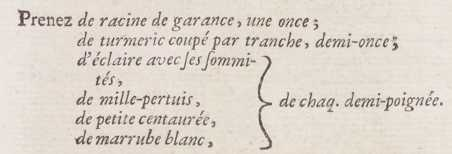 Prenez de racine de garance, une once;
de turmeric coupé par tranche, demi-once;
d'éclaire avec ſes ſommi-
tés,
de mille-pertuis,
de petite centaurée,
de marrube blanc,
de chaq. demi-poignée.